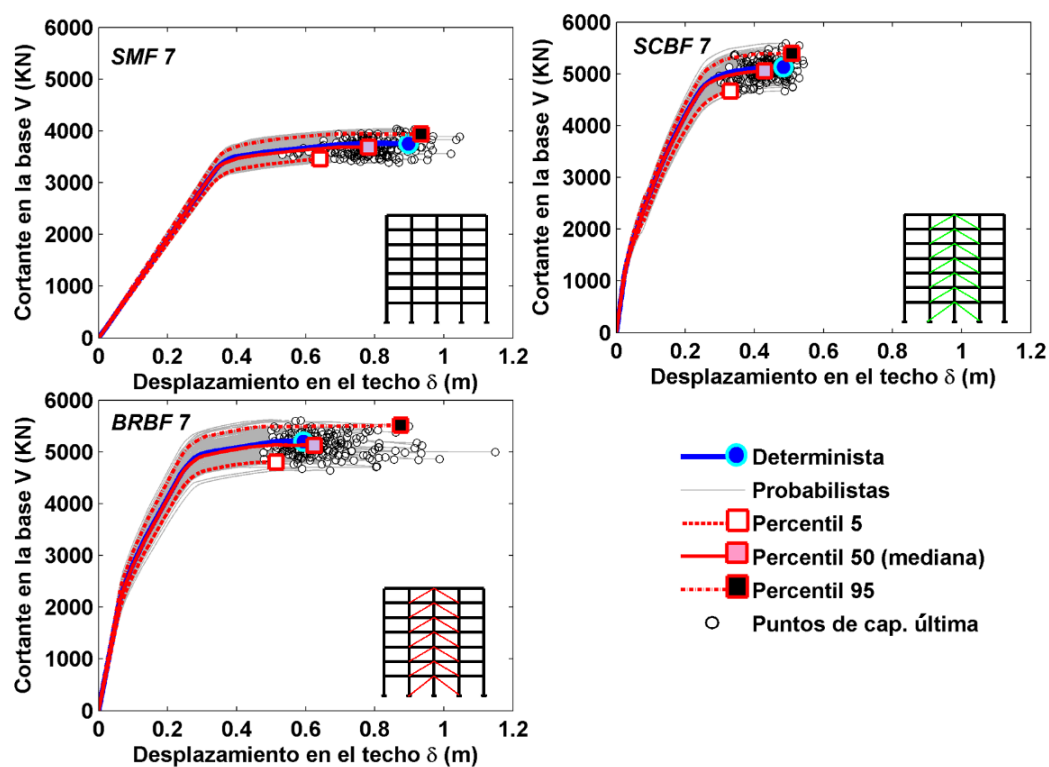 SMF 7
Cortante en la base V (KN)
6000
5000
4000
3000
2000
1000
0
0 0.2 0.4 0.6 0.8 1 1.2
Desplazamiento en el techo δ (m)
SCBF 7
Cortante en la base V (KN)
6000
5000
4000
3000
2000
1000
0
0 0.2 0.4 0.6 0.8 1 1.2
Desplazamiento en el techo δ (m)
BRBF 7
Cortante en la base V (KN)
6000
5000
4000
3000
2000
1000
0
0 0.2 0.4 0.6 0.8 1 1.2
Desplazamiento en el techo δ (m)
Determinista
Probabilistas
Percentil 5
Percentil 50 (mediana)
Percentil 95
Puntos de cap. última